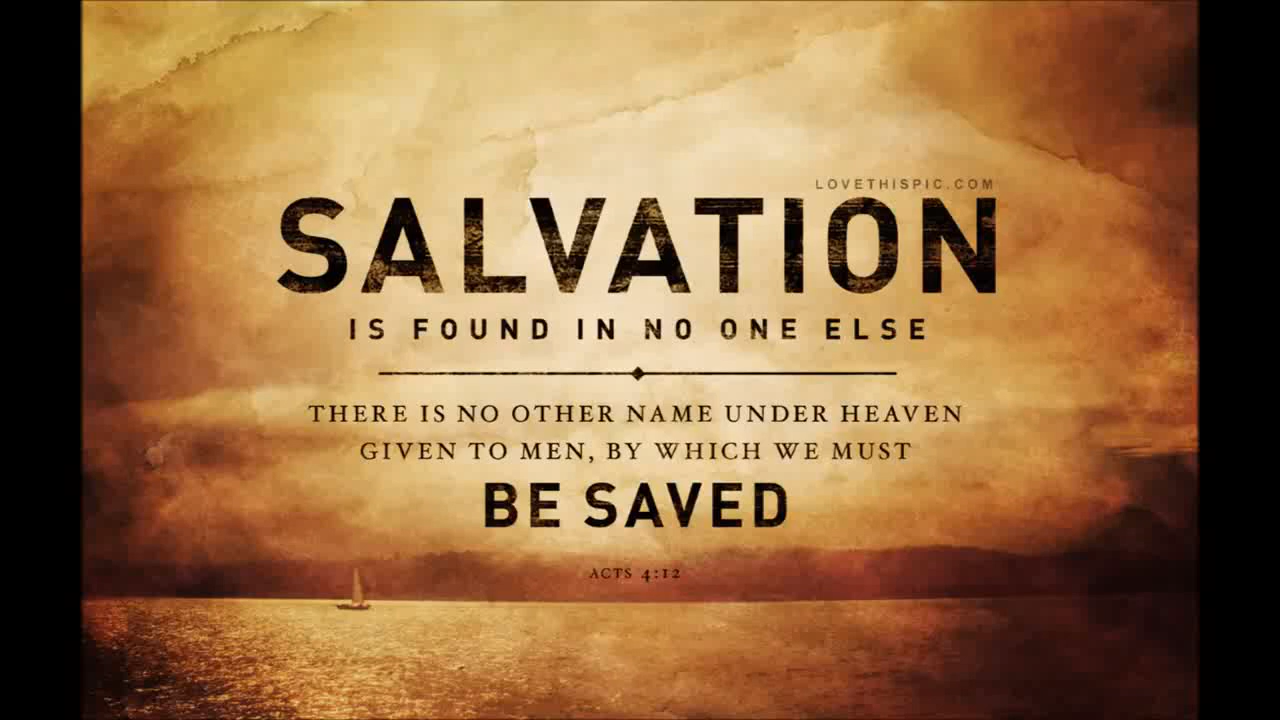 LOVETHISPIC.COM
SALVATION
IS FOUND IN NO ONE ELSE
THERE IS NO OTHER NAME UNDER HEAVEN
GIVEN TO MEN, BY WHICH WE MUST
BE SAVED
ACTS 4:12